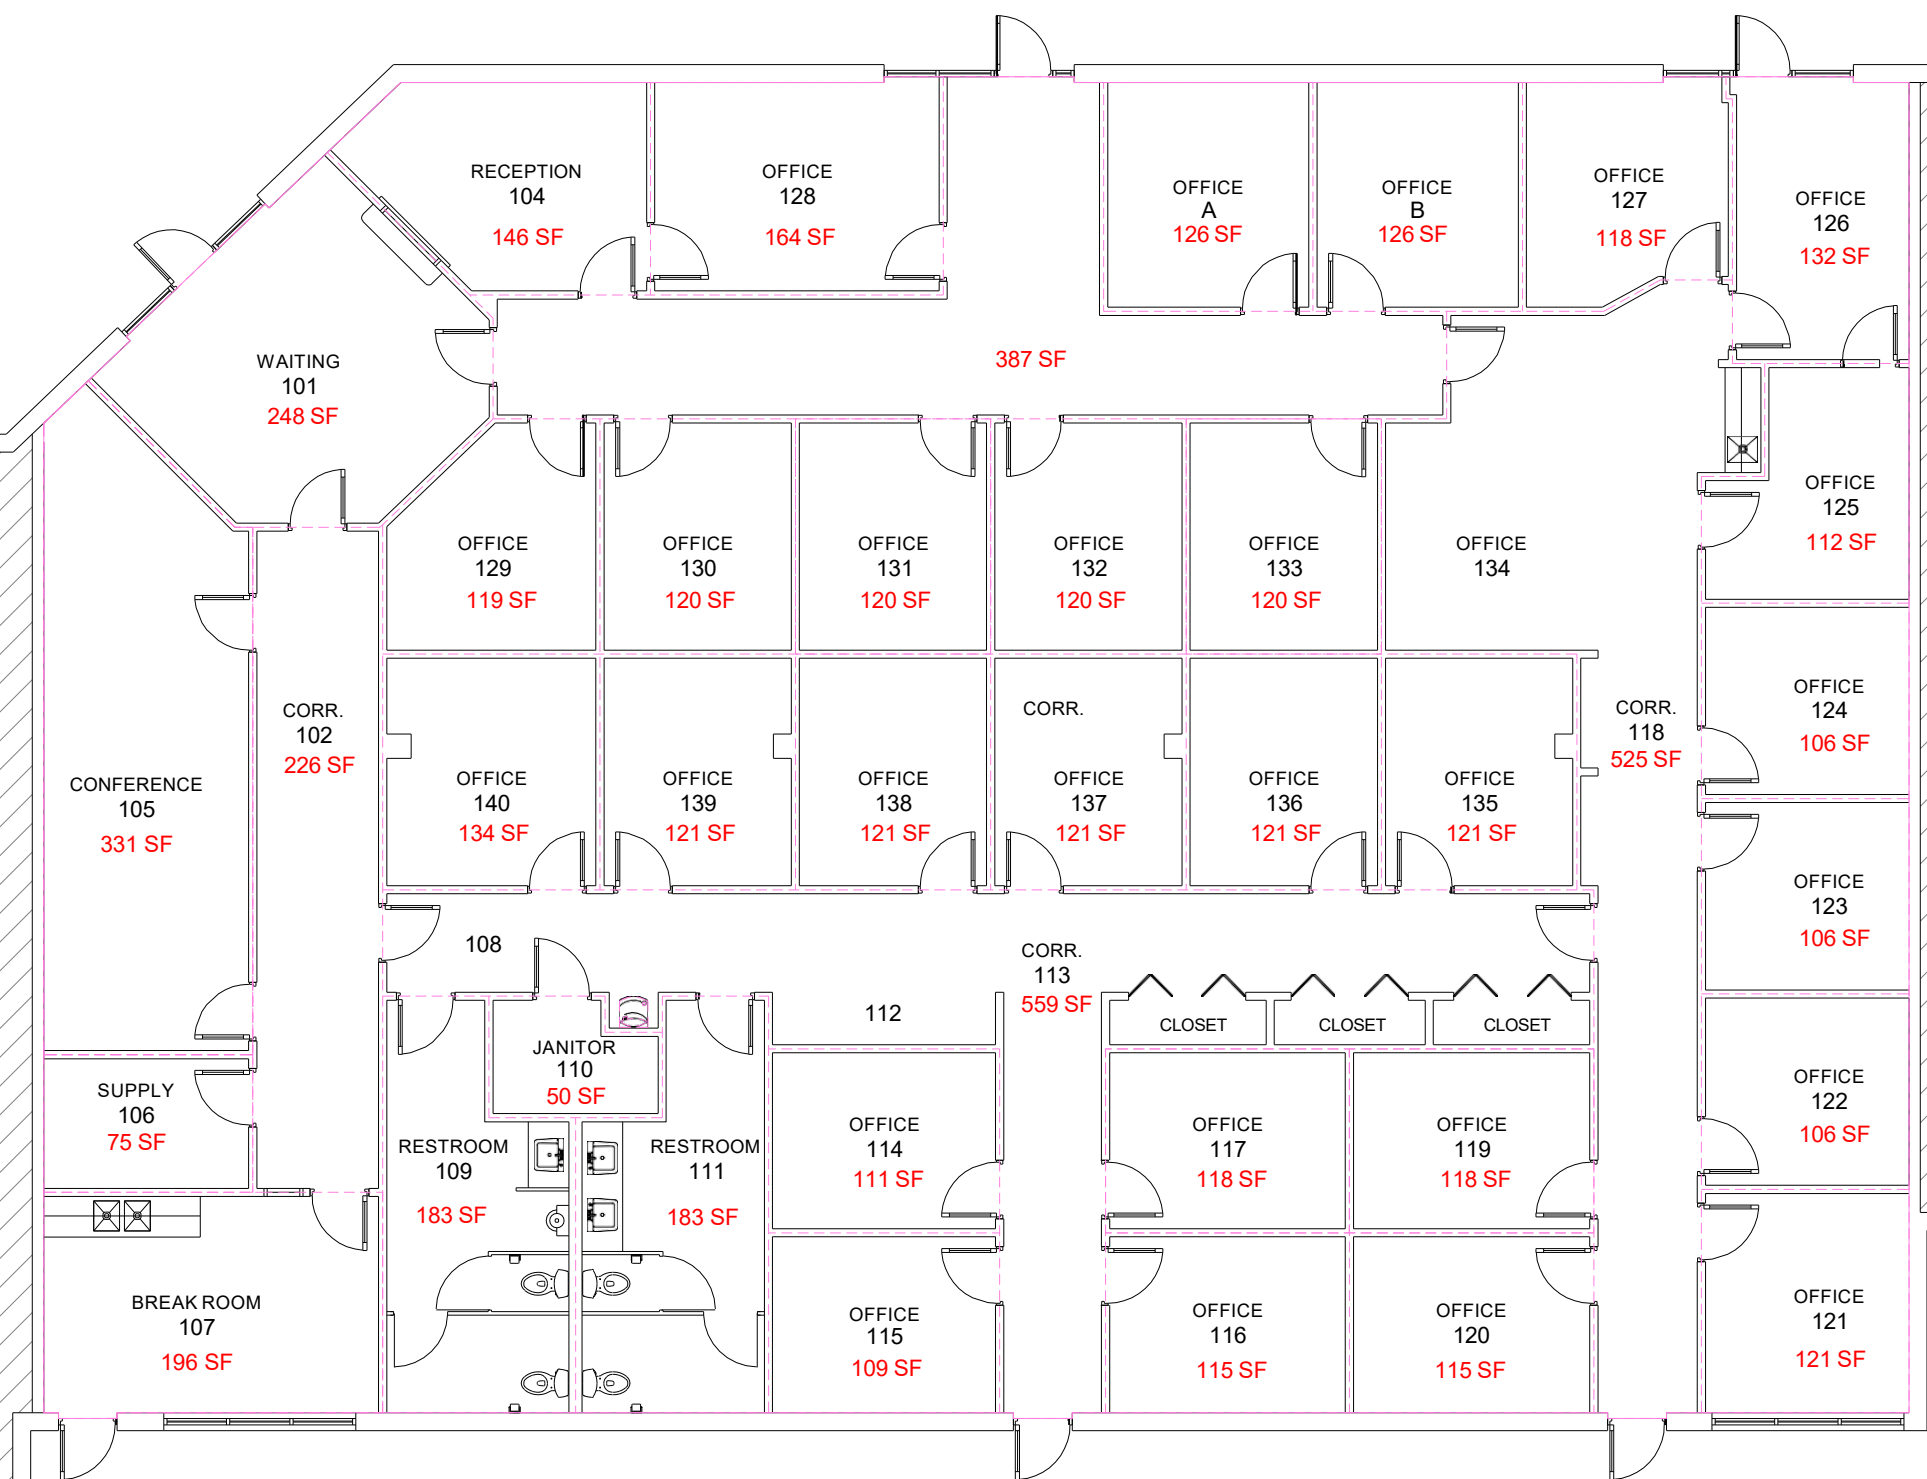 RECEPTION
104
146 SF
OFFICE
128
164 SF
OFFICE
A
126 SF
OFFICE
B
126 SF
OFFICE
127
118 SF
OFFICE
126
132 SF
WAITING
101
248 SF
387 SF
OFFICE
125
112 SF
OFFICE
129
119 SF
OFFICE
130
120 SF
OFFICE
131
120 SF
OFFICE
132
120 SF
OFFICE
133
120 SF
OFFICE
134
CORR.
102
226 SF
CORR.
CORR.
118
525 SF
OFFICE
124
106 SF
CONFERENCE
105
331 SF
OFFICE
140
134 SF
OFFICE
139
121 SF
OFFICE
138
121 SF
OFFICE
137
121 SF
OFFICE
136
121 SF
OFFICE
135
121 SF
OFFICE
123
106 SF
108
CORR.
113
559 SF
112
CLOSET
CLOSET
CLOSET
JANITOR
110
50 SF
SUPPLY
106
75 SF
RESTROOM
109
183 SF
RESTROOM
111
183 SF
OFFICE
114
111 SF
OFFICE
117
118 SF
OFFICE
119
118 SF
OFFICE
122
106 SF
BREAK ROOM
107
196 SF
OFFICE
115
109 SF
OFFICE
116
115 SF
OFFICE
120
115 SF
OFFICE
121
121 SF